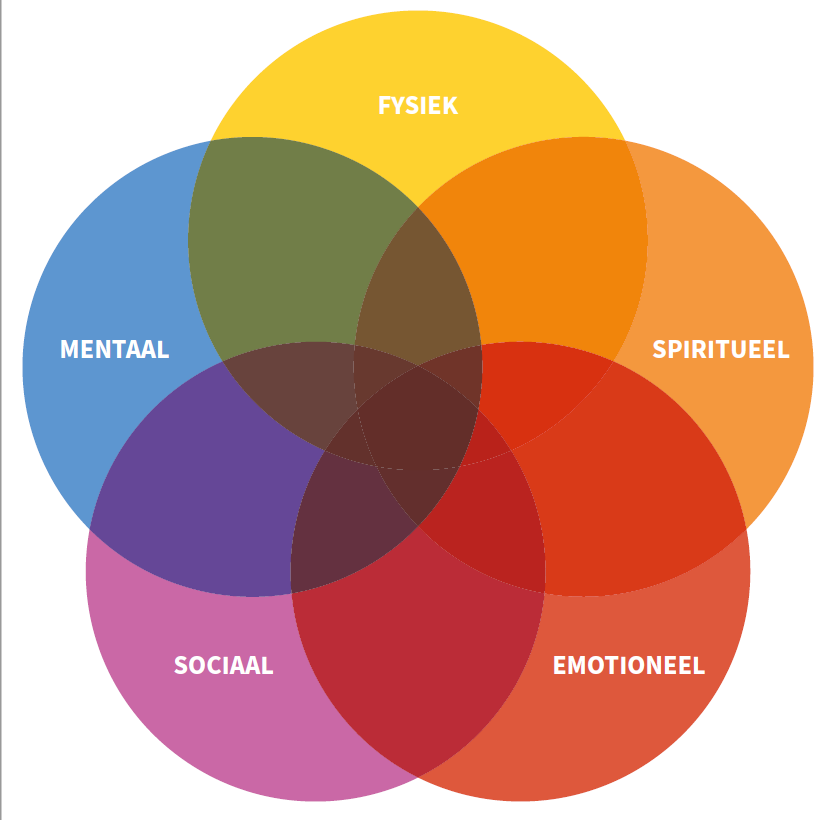 FYSIEK
MENTAAL
SPIRITUEEL
SOCIAAL
EMOTIONEEL